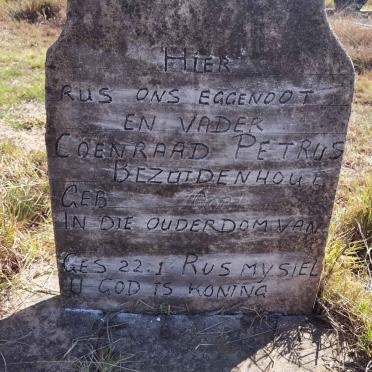 HIER
RUS ONS EGGENOOT
EN VADER
COENRAAD PETRUS
BEZUIDENHOUT
GEB
IN DIE OUDERDOM VAN
GES 22.1 RUS MY SIEL
U GOD IS KONING